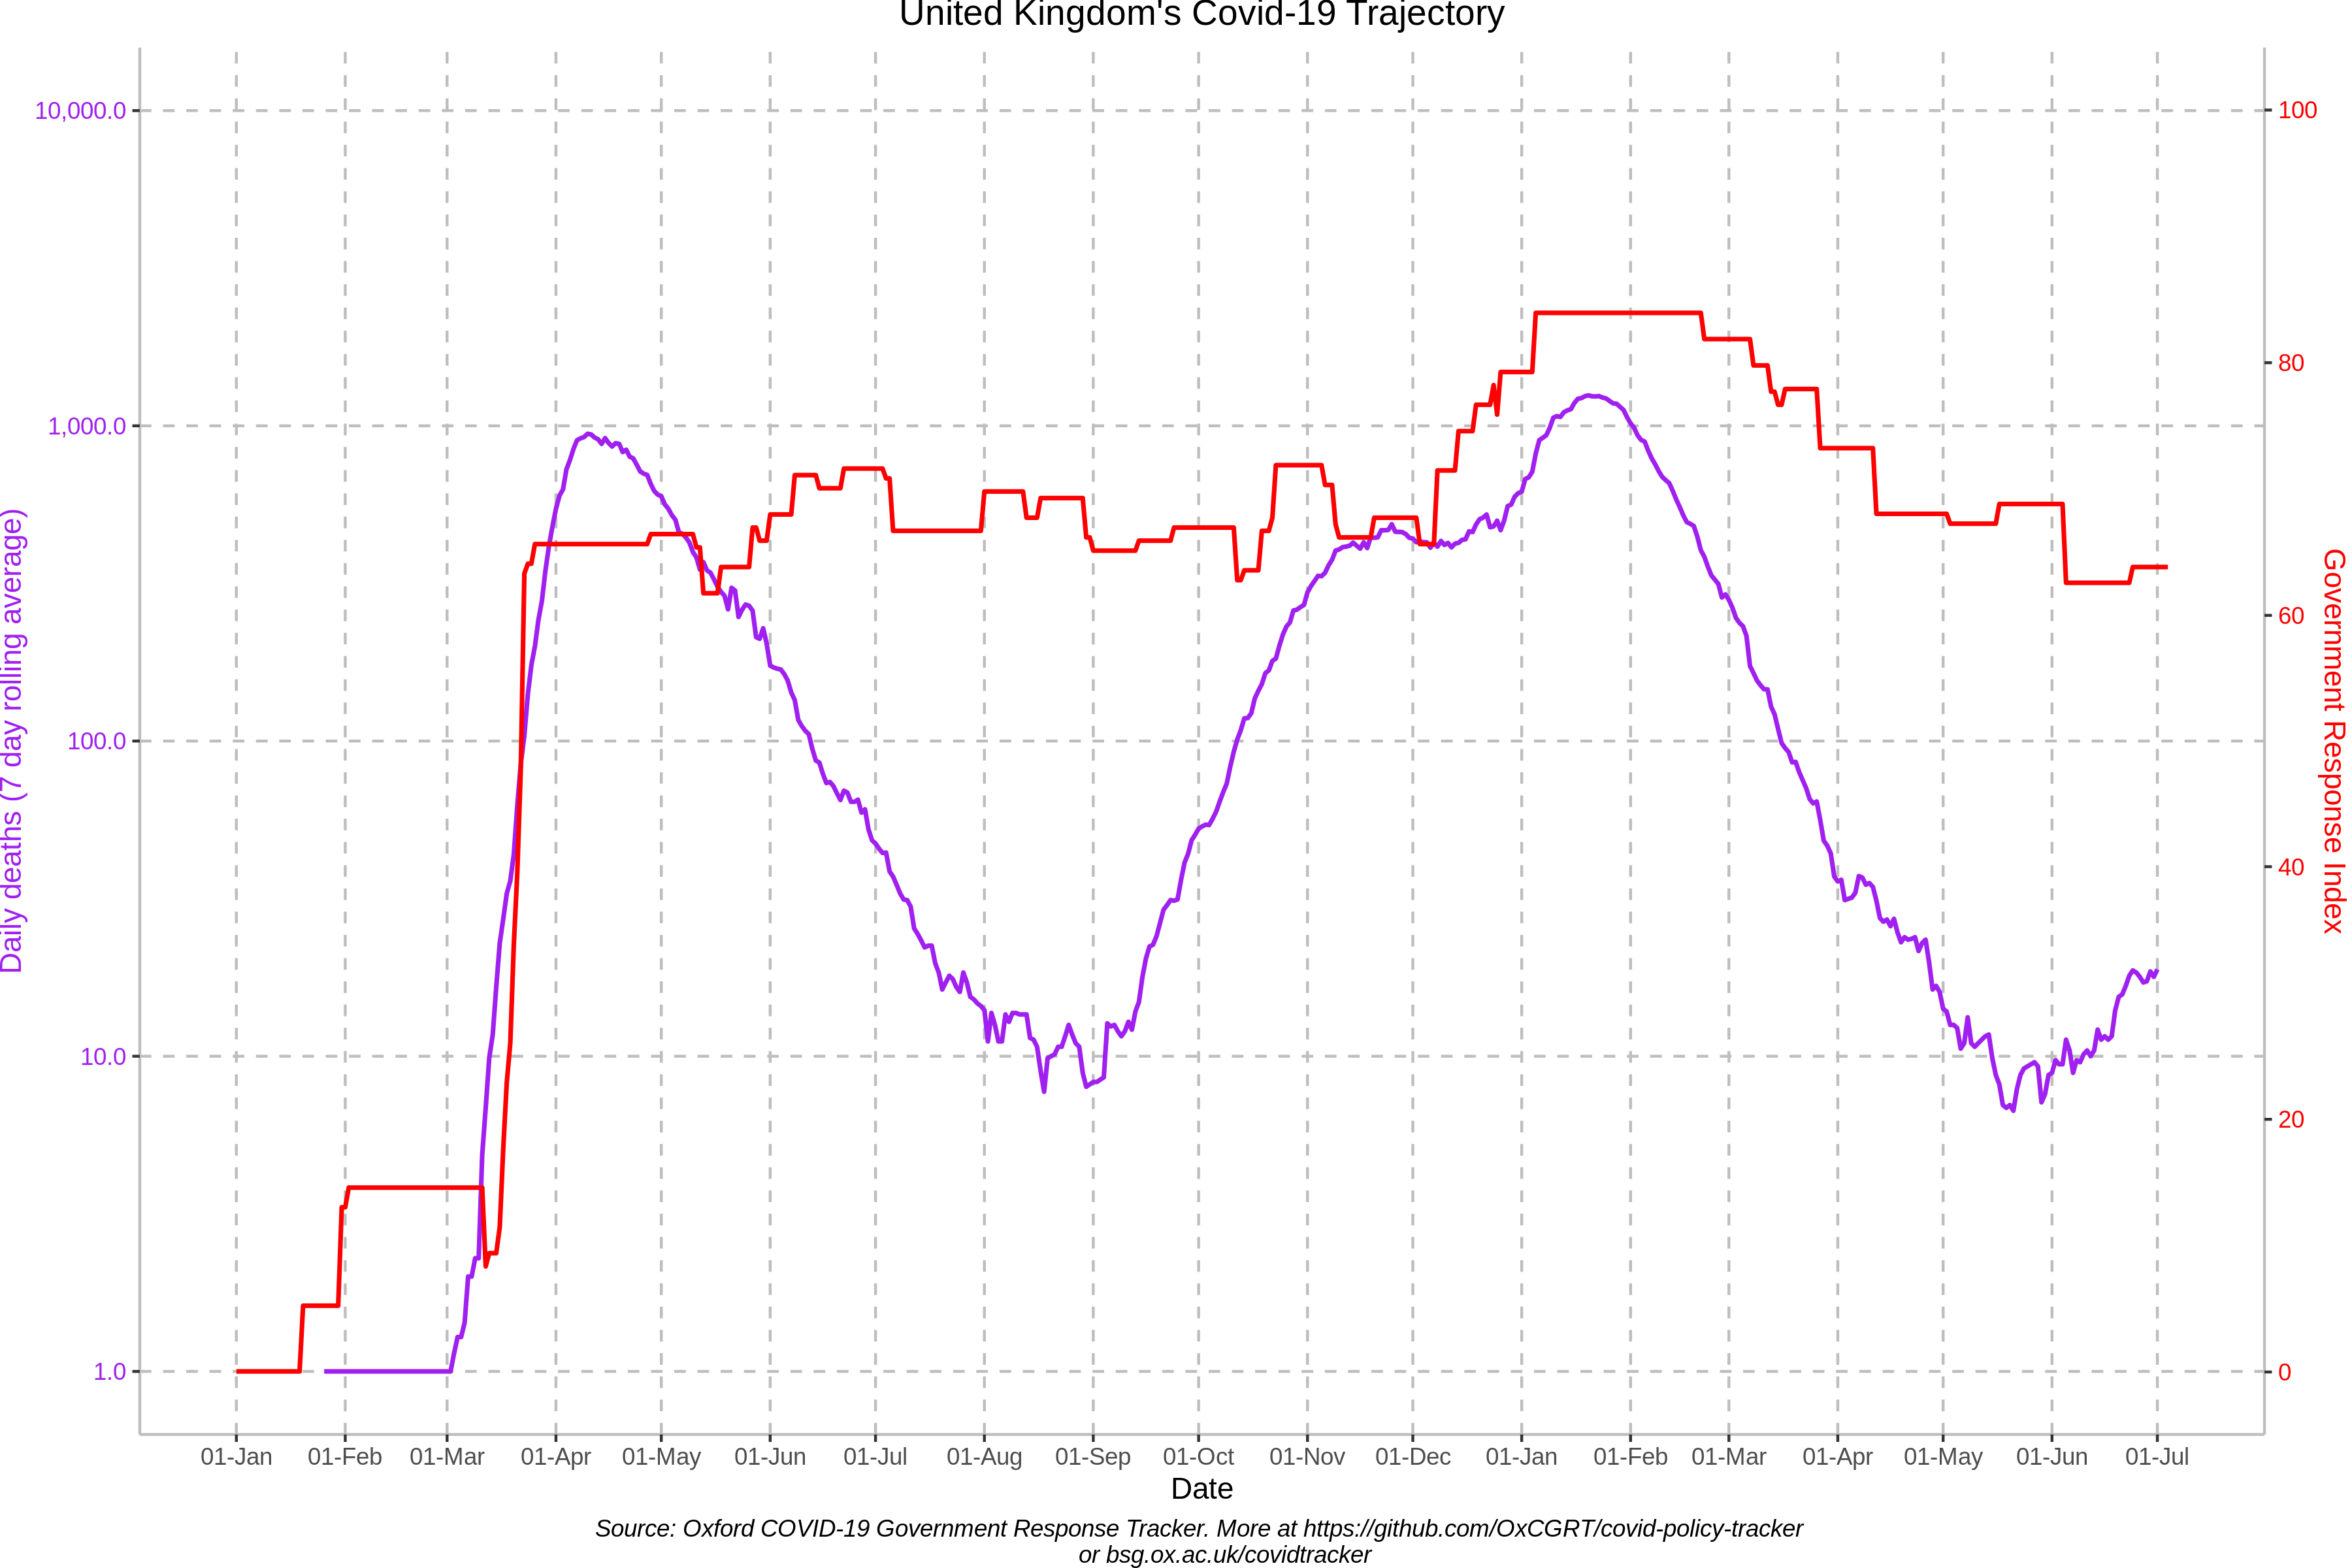 United Kingdom's Covid-19 Trajectory
10,000.0
1,000.0
100.0
10.0
1.0
Daily deaths (7 day rolling average)
100
80
60
40
20
0
Government Response Index
01-Jan 01-Feb 01-Mar 01-Apr 01-May 01-Jun 01-Jul 01-Aug 01-Sep 01-Oct 01-Nov 01-Dec 01-Jan 01-Feb 01-Mar 01-Apr 01-May 01-Jun 01-Jul
Date
Source: Oxford COVID-19 Government Response Tracker. More at https://github.com/OxCGRT/covid-policy-tracker
or bsg.ox.ac.uk/covidtracker